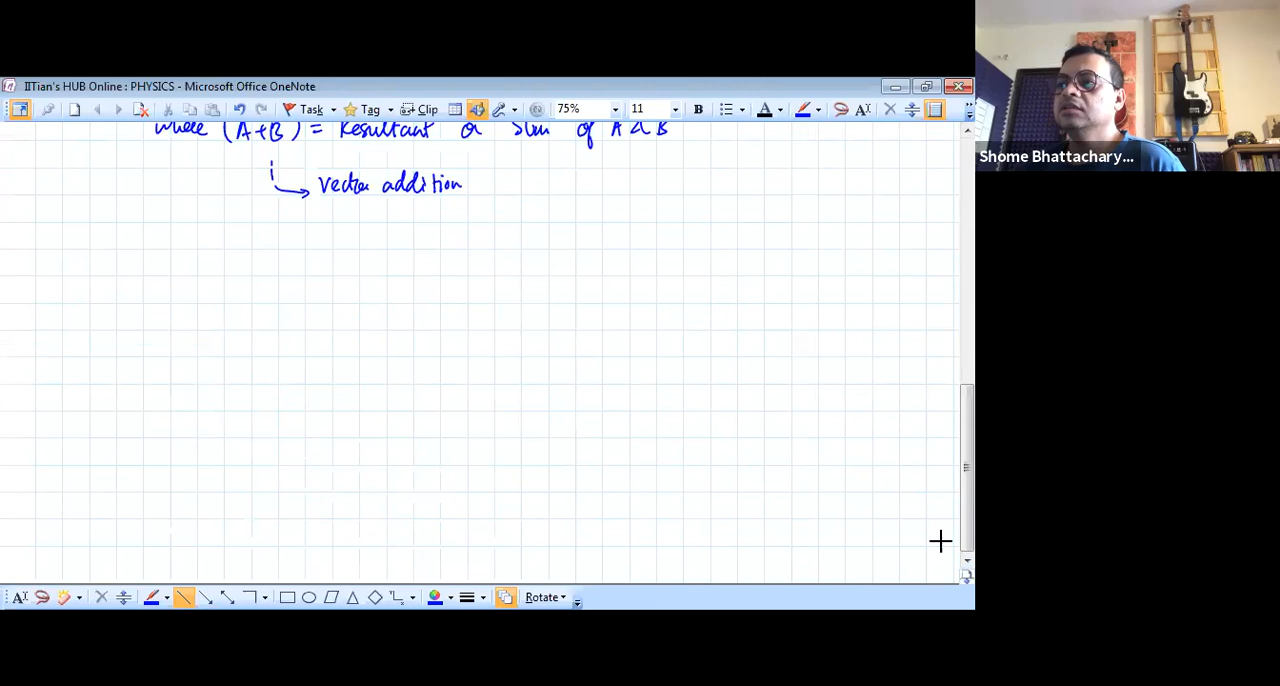 IITian's HUB Online : PHYSICS - Microsoft Office OneNote
Task Tag Clip 75% 11 B A A
where (A+B) = Resultant or Sum of A & B
vector addition
Shome Bhattachary...
A Rotate